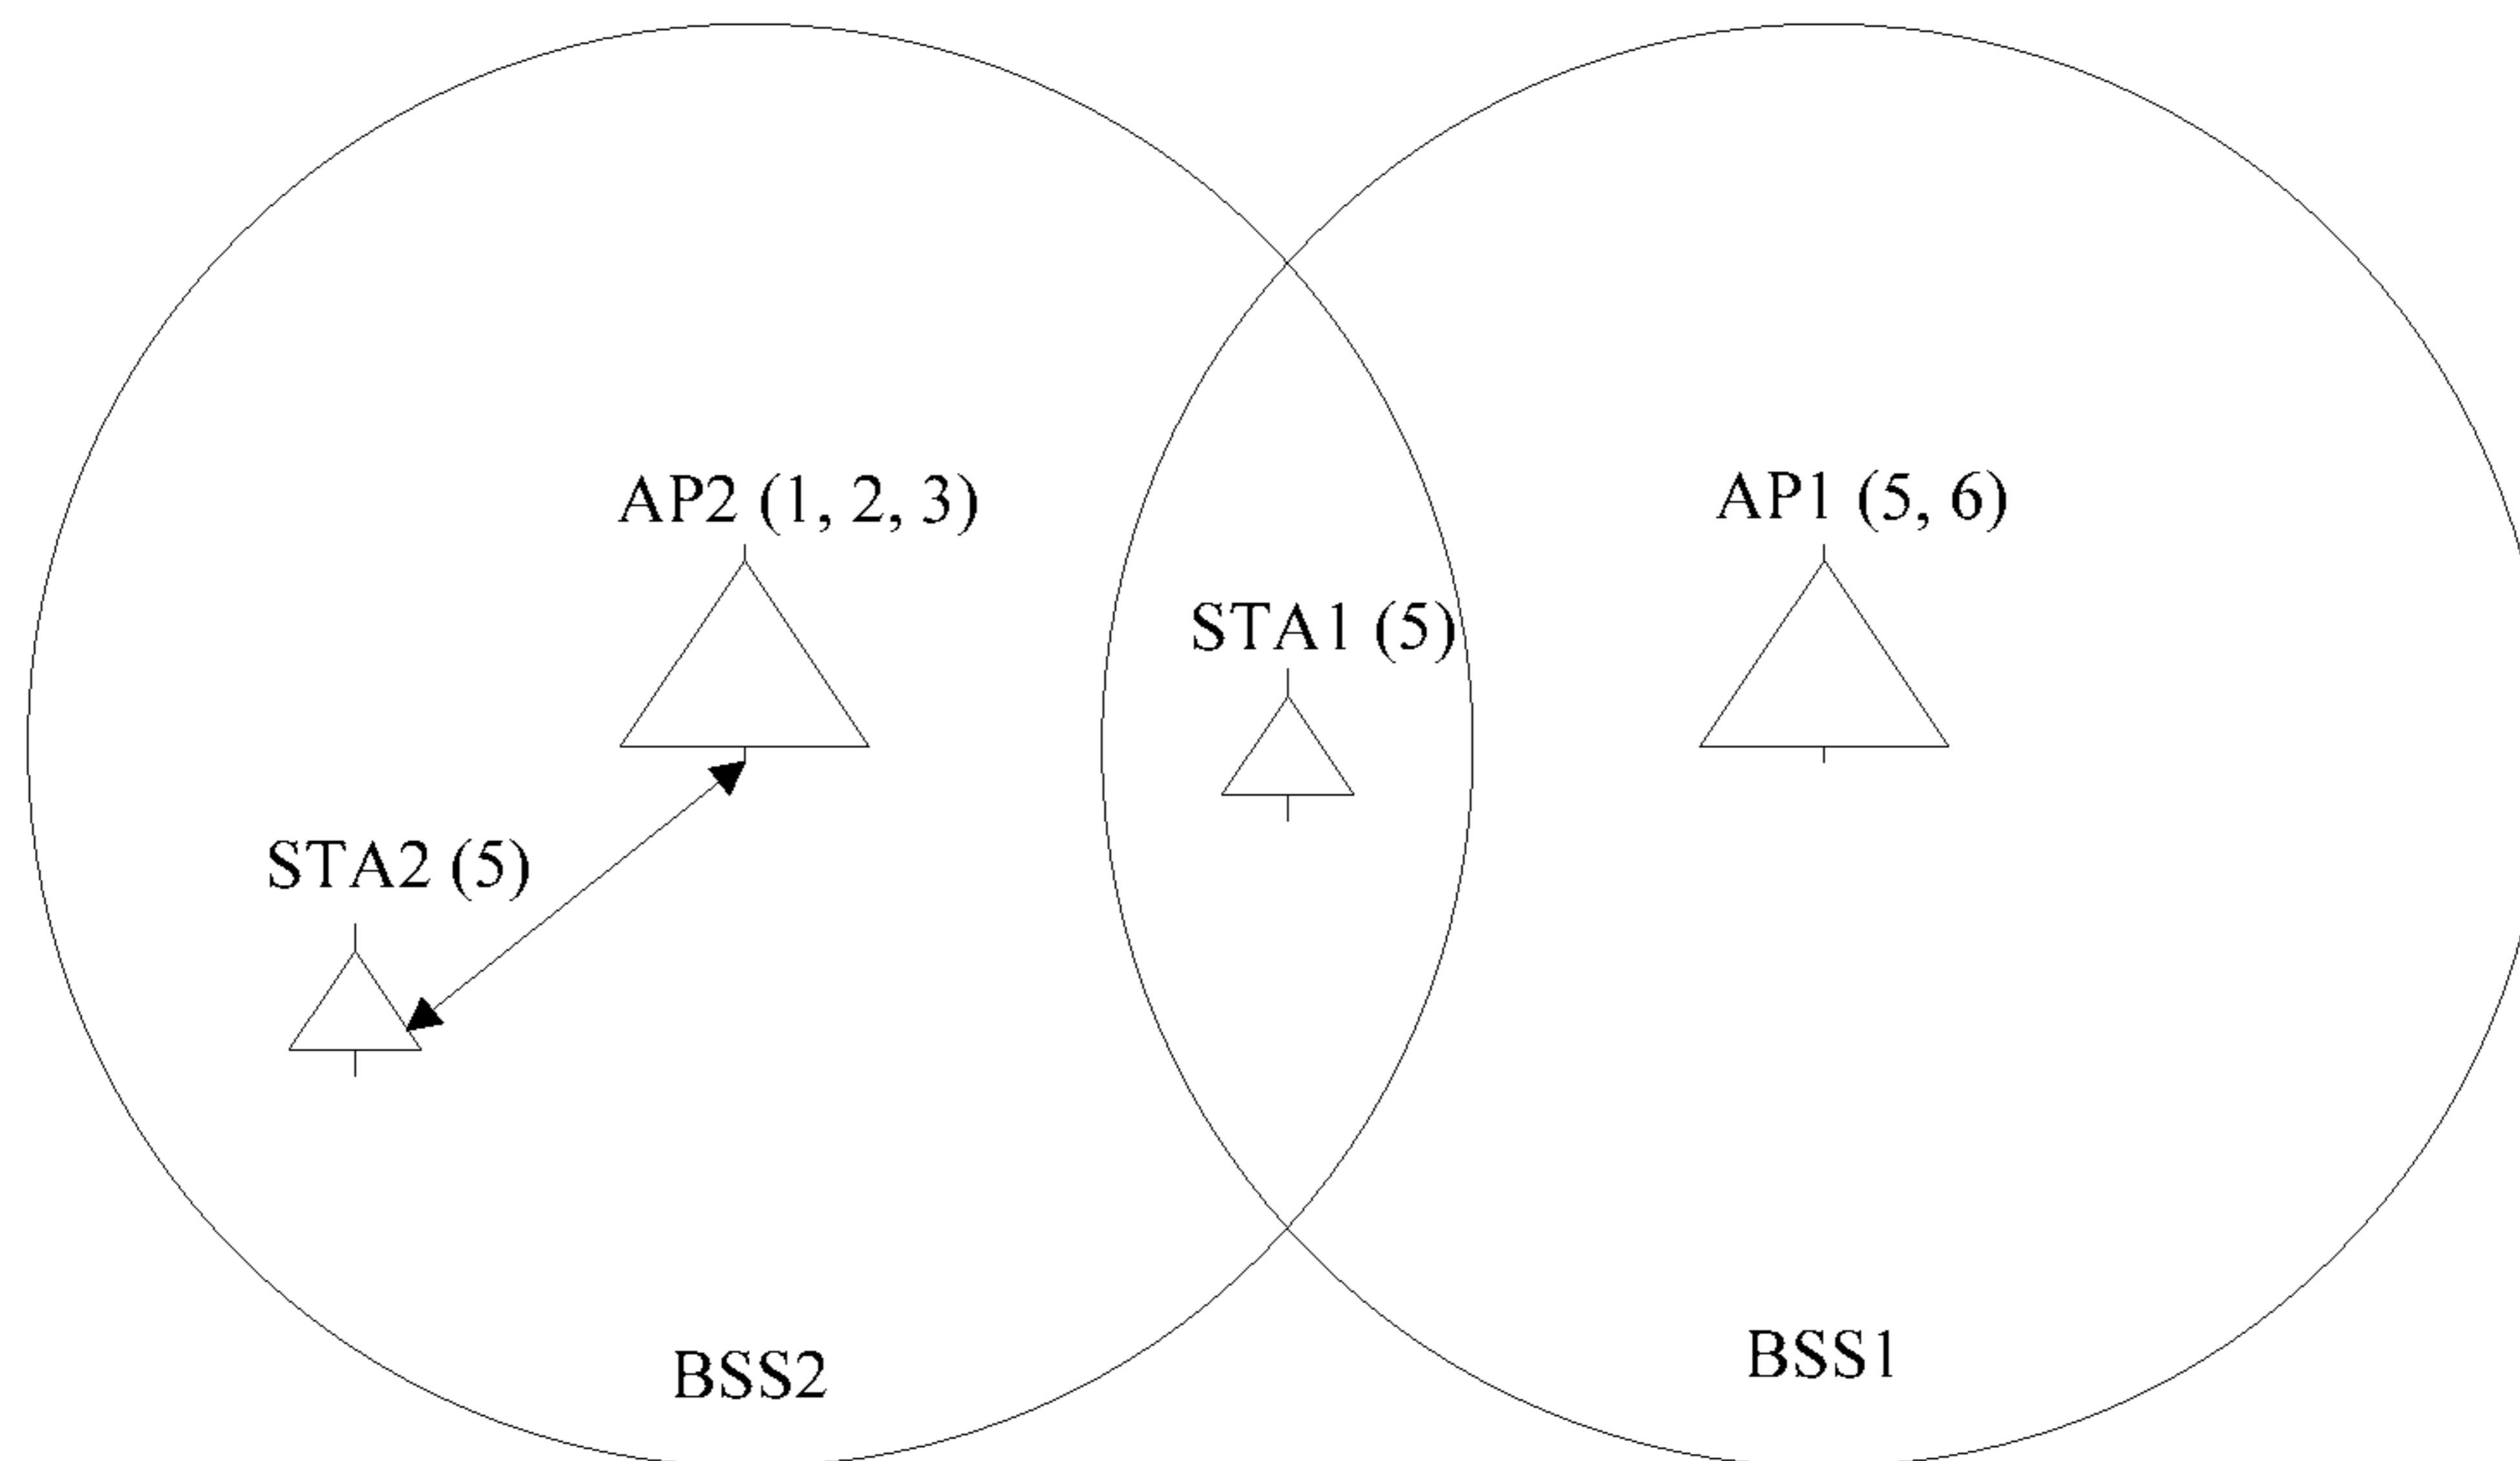 AP2 (1, 2, 3)
AP1 (5, 6)
STA1 (5)
STA2 (5)
BSS2
BSS1